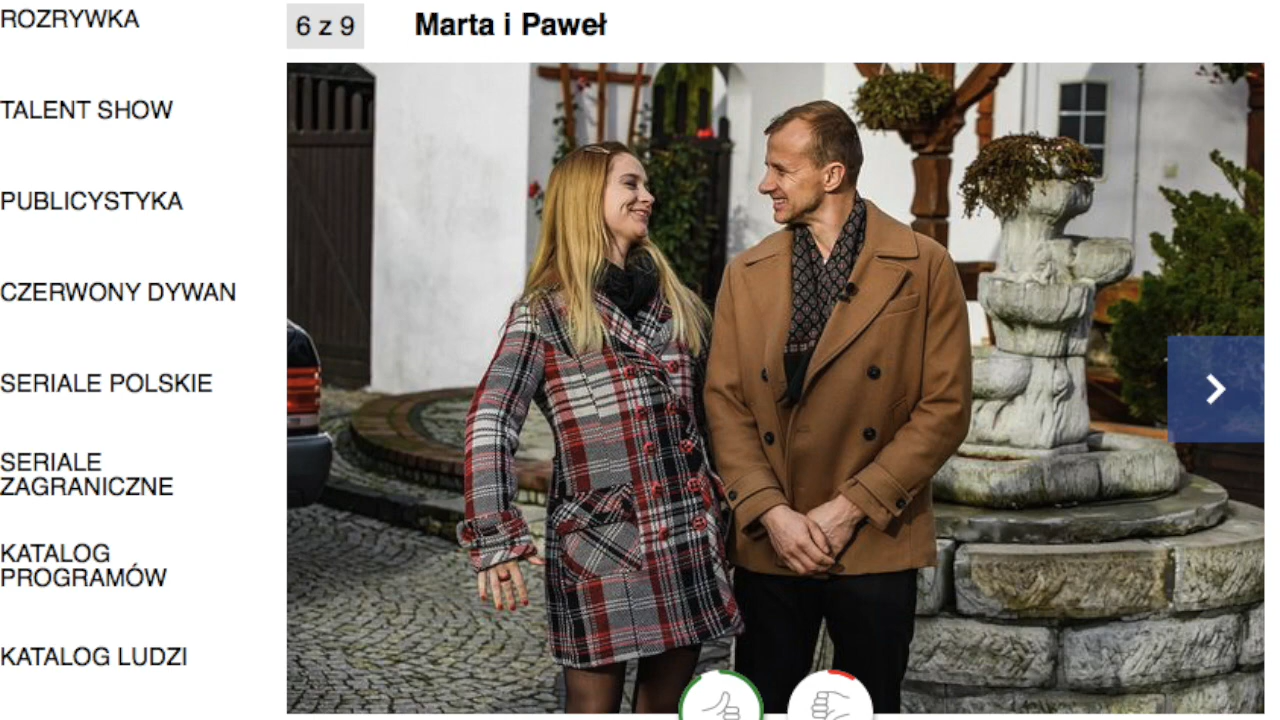 ROZRYWKA
TALENT SHOW
PUBLICYSTYKA
CZERWONY DYWAN
SERIALE POLSKIE
SERIALE
ZAGRANICZNE
KATALOG
PROGRAMÓW
KATALOG LUDZI
6 z 9
Marta i Paweł